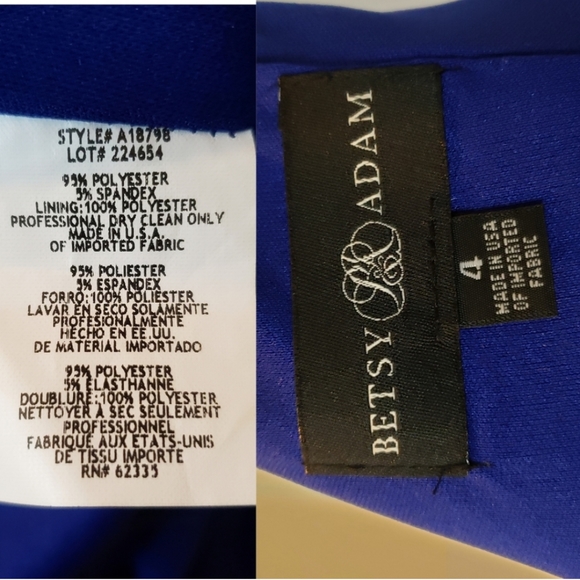 STYLE# A18798
LOT# 224654
95% POLYESTER
5% SPANDEX
LINING:100% POLYESTER
PROFESSIONAL DRY CLEAN ONLY
MADE IN U.S.A.
OF IMPORTED FABRIC
95% POLIESTER
5% ESPANDEX
FORRO:100% POLIESTER
LAVAR EN SECO SOLAMENTE
PROFESIONALMENTE
HECHO EN EE.UU.
DE MATERIAL IMPORTADO
95% POLYESTER
5% ELASTHANNE
DOUBLURE:100% POLYESTER
NETTOYER A SEC SEULEMENT
PROFESSIONNEL
FABRIQUE AUX ETATS-UNIS
DE TISSU IMPORTE
RN# 62335
BETSY & ADAM
4
MADE IN USA
OF IMPORTED
FABRIC